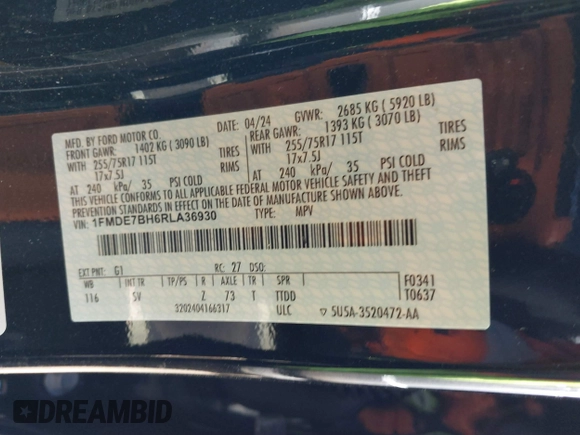 MFD. BY FORD MOTOR CO.
DATE: 04/24 GVWR: 2685 KG ( 5920 LB)
FRONT GAWR: 1402 KG ( 3090 LB) REAR GAWR: 1393 KG ( 3070 LB)
WITH 255/75R17 115T TIRES WITH 255/75R17 115T TIRES
17x7.5J RIMS 17x7.5J RIMS
AT 240 kPa/ 35 PSI COLD AT 240 kPa/ 35 PSI COLD
THIS VEHICLE CONFORMS TO ALL APPLICABLE FEDERAL MOTOR VEHICLE SAFETY AND THEFT
PREVENTION STANDARDS IN EFFECT ON THE DATE OF MANUFACTURE SHOWN ABOVE.
VIN: 1FMDE7BH6RLA36930 TYPE: MPV
EXT PNT: G1 RC: 27 DSO:
WB INT TR TP/PS R AXLE TR SPR F0341
116 SV Z 73 T TTDD T0637
3202404166317 ULC ▽ 5U5A-3520472-AA
DREAMBID